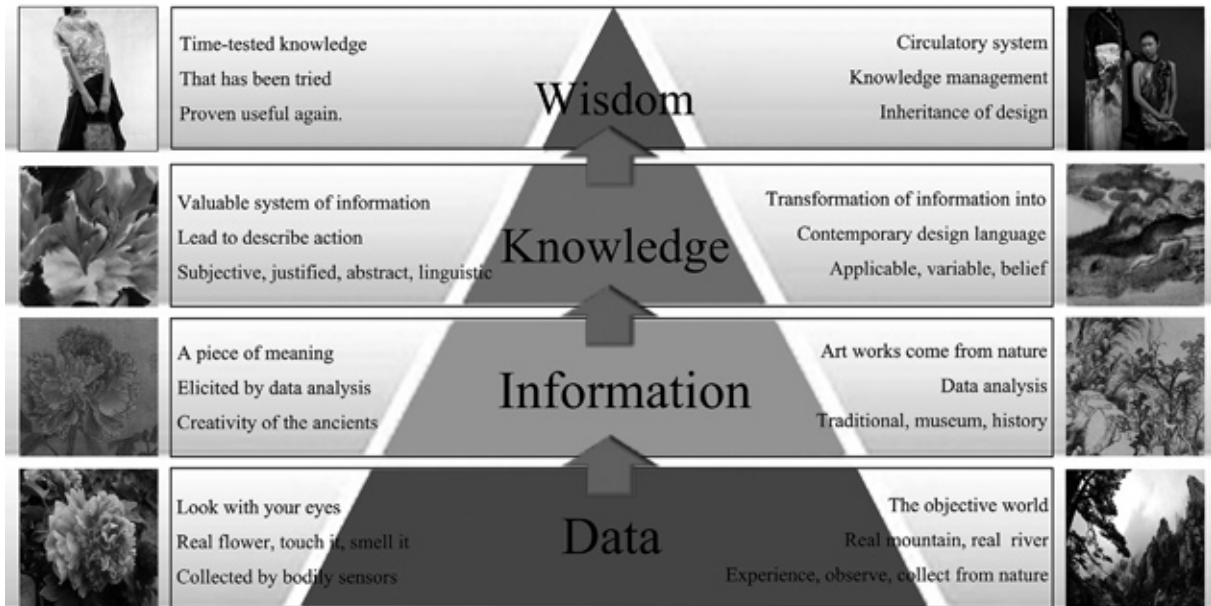 Time-tested knowledge
That has been tried
Proven useful again.
Wisdom
Circulatory system
Knowledge management
Inheritance of design
Valuable system of information
Lead to describe action
Subjective, justified, abstract, linguistic
Knowledge
Transformation of information into
Contemporary design language
Applicable, variable, belief
A piece of meaning
Elicited by data analysis
Creativity of the ancients
Information
Art works come from nature
Data analysis
Traditional, museum, history
Look with your eyes
Real flower, touch it, smell it
Collected by bodily sensors
Data
The objective world
Real mountain, real river
Experience, observe, collect from nature